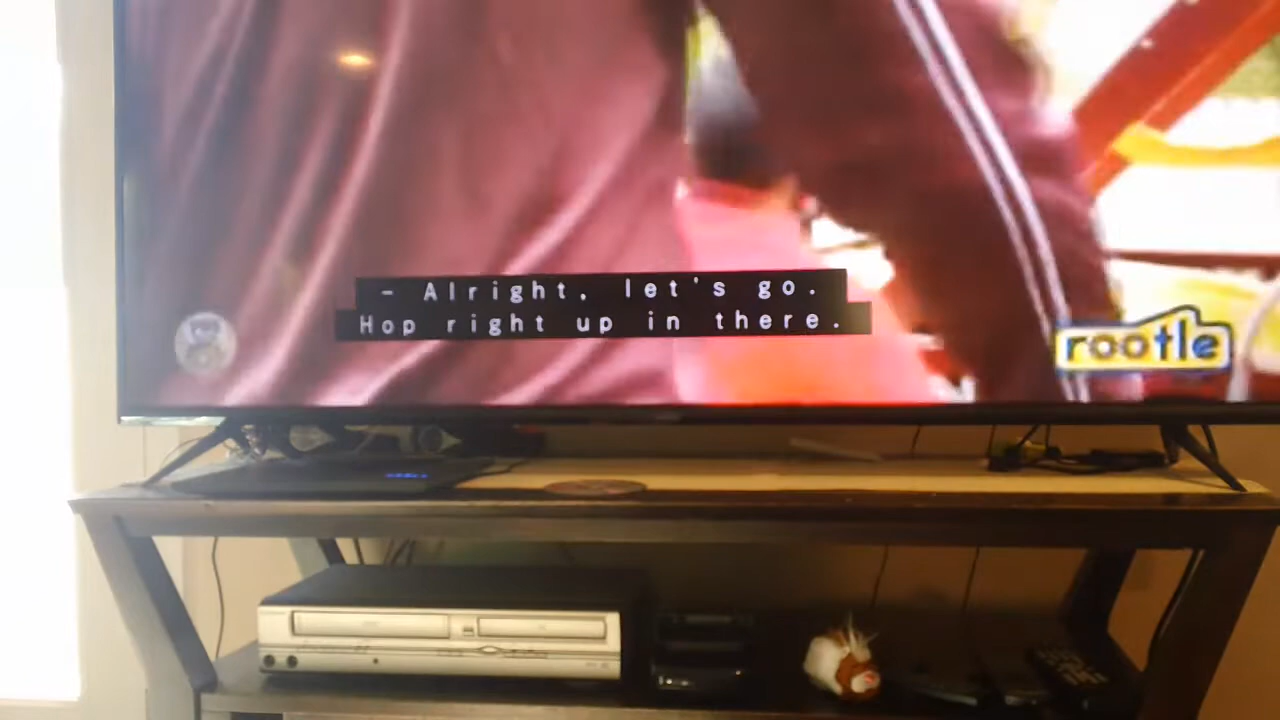 - Alright, let's go.
Hop right up in there.
rootle